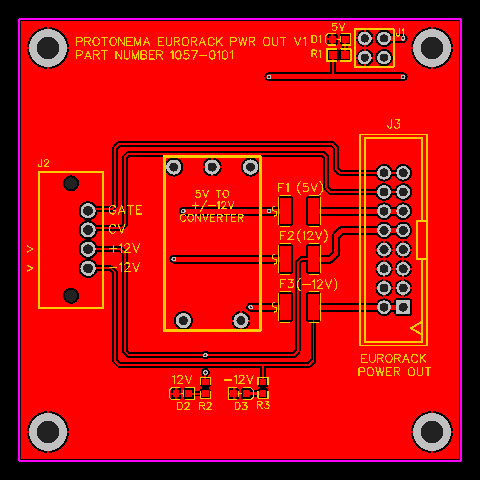 PROTONEMA EURORACK PWR OUT V1
PART NUMBER 1057-0101
5V
D1
R1
J1
J3
J2
5V TO
+/-12V
CONVERTER
F1 (5V)
GATE
CV
F2(12V)
+12V
-12V
F3(-12V)
EURORACK
POWER OUT
12V
-12V
D2
R2
D3
R3